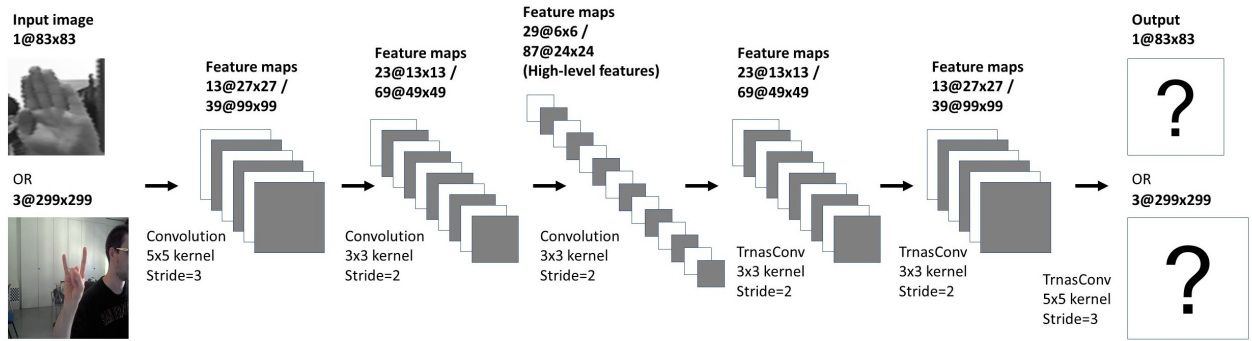 Input image
1@83x83
OR
3@299x299
Feature maps
13@27x27 /
39@99x99
Convolution
5x5 kernel
Stride=3
Feature maps
23@13x13 /
69@49x49
Convolution
3x3 kernel
Stride=2
Feature maps
29@6x6 /
87@24x24
(High-level features)
Convolution
3x3 kernel
Stride=2
Feature maps
23@13x13 /
69@49x49
TrnasConv
3x3 kernel
Stride=2
Feature maps
13@27x27 /
39@99x99
TrnasConv
3x3 kernel
Stride=2
TrnasConv
5x5 kernel
Stride=3
Output
1@83x83
?
OR
3@299x299
?